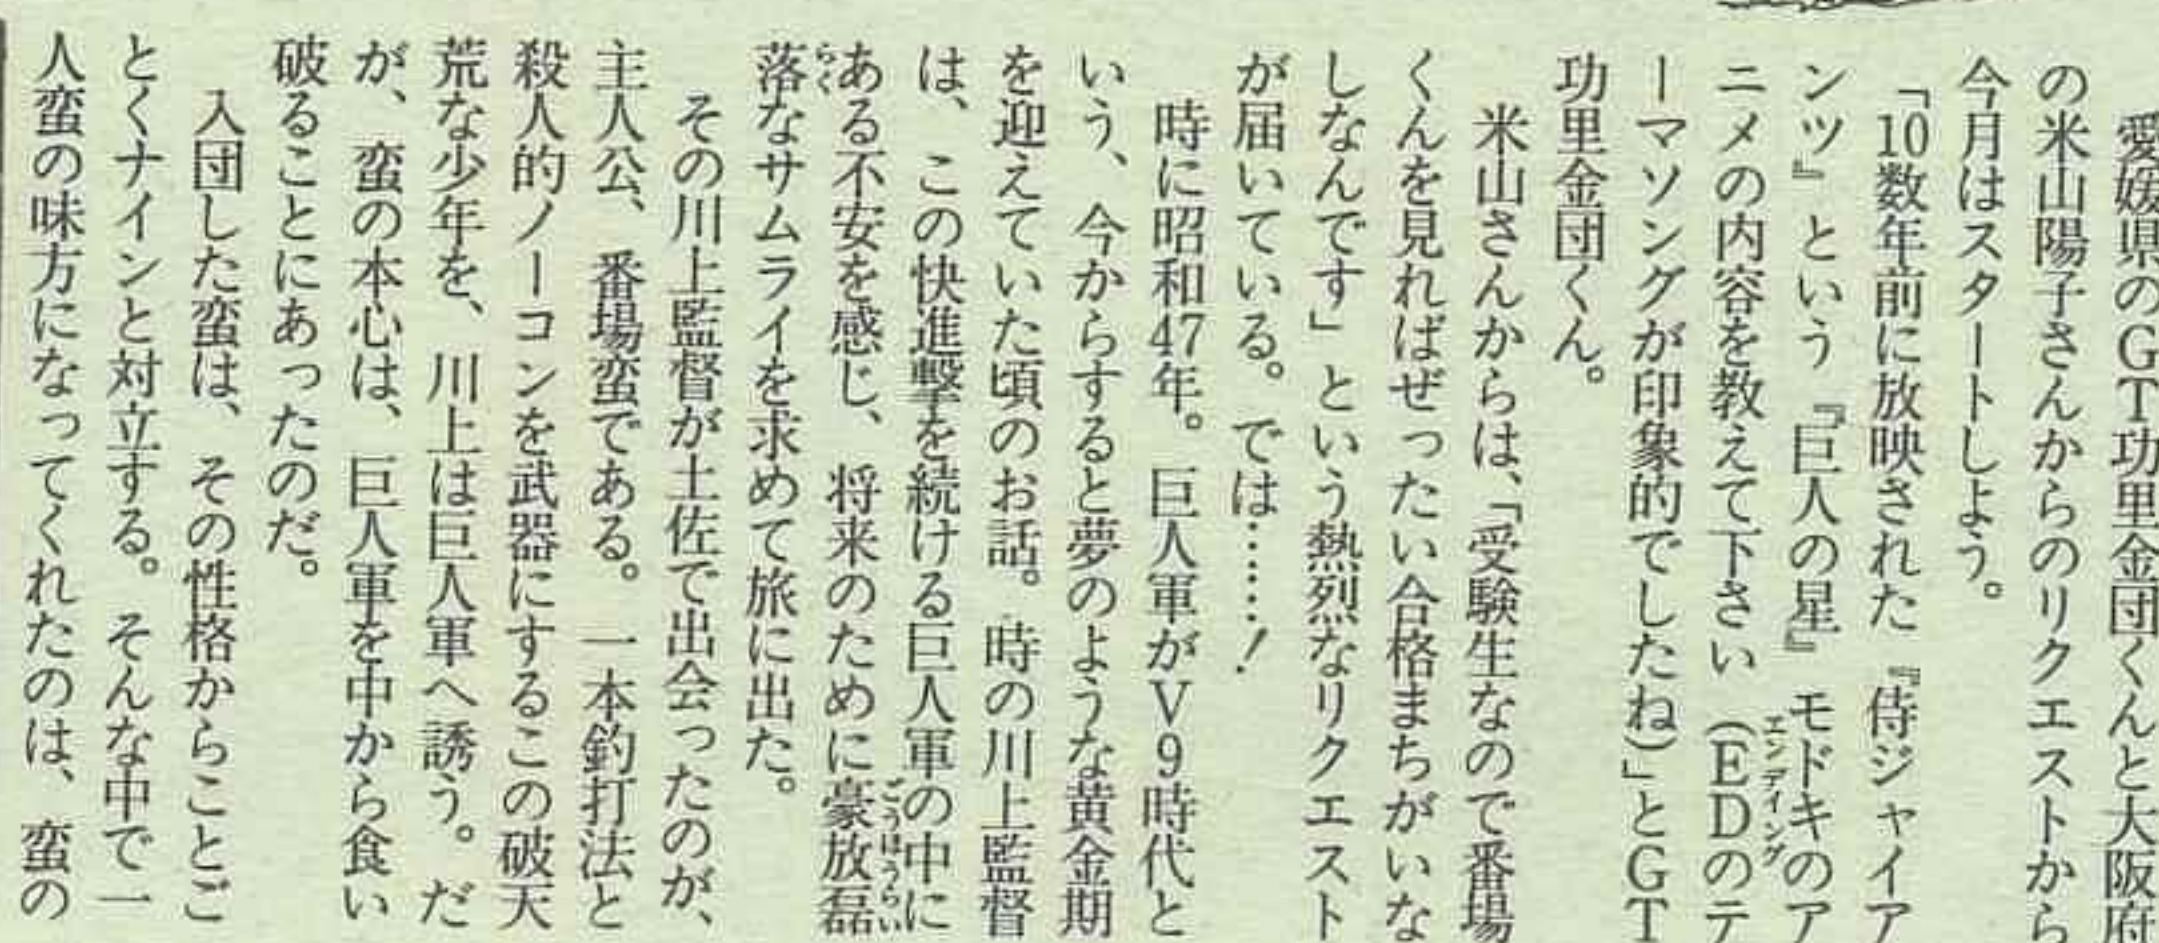 愛媛県のGT功里金団くんと大阪府
の米山陽子さんからのリクエストから
今月はスタートしよう。
「10数年前に放映された『侍ジャイア
ンツ』という『巨人の星』モドキのア
ニメの内容を教えて下さい（EDエンディングのテ
ーマソングが印象的でしたね）」とGT
功里金団くん。
米山さんからは、「受験生なので番場
くんを見ればぜったい合格まちがいな
しなんです」という熱烈なリクエスト
が届いている。では……！
時に昭和47年。巨人軍がV9時代と
いう、今からすると夢のような黄金期
を迎えていた頃のお話。時の川上監督
は、この快進撃を続ける巨人軍の中に
ある不安を感じ、将来のために豪放磊ごうほうらい
落らくなサムライを求めて旅に出た。
その川上監督が土佐で出会ったのが、
主人公、番場蛮である。一本釣打法と
殺人的ノーコンを武器にするこの破天
荒な少年を、川上は巨人軍へ誘う。だ
が、蛮の本心は、巨人軍を中から食い
破ることにあったのだ。
入団した蛮は、その性格からことご
とくナインと対立する。そんな中で一
人蛮の味方になってくれたのは、蛮の